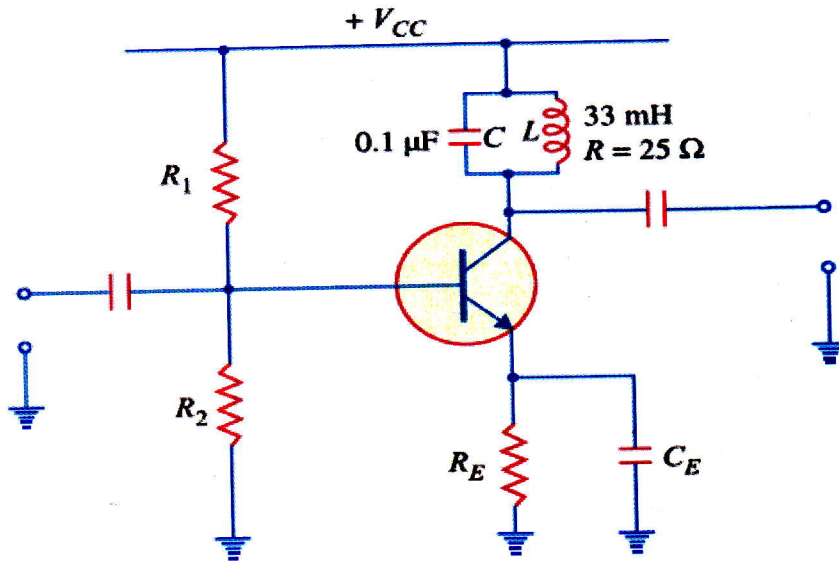 + V_CC
0.1 μF
C
L
33 mH
R = 25 Ω
R_1
R_2
R_E
C_E